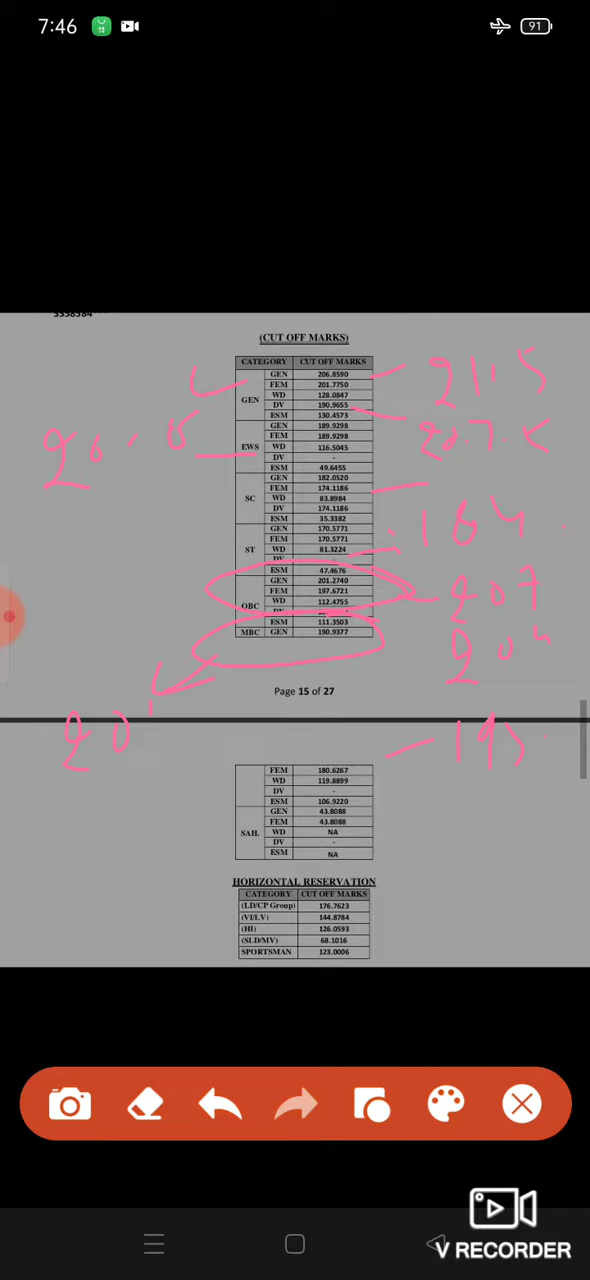 7:46
91
(CUT OFF MARKS)
CATEGORY CUT OFF MARKS
GEN GEN 206.8590
FEM 201.7750
WD 128.0847
DV 190.9655
ESM 130.4573
EWS GEN 189.9298
FEM 189.9298
WD 116.5045
DV -
ESM 49.6455
SC GEN 182.0520
FEM 174.1186
WD 83.8984
DV 174.1186
ESM 35.3382
ST GEN 170.5771
FEM 170.5771
WD 81.3224
ESM 47.4676
OBC GEN 201.2740
FEM 197.6721
WD 112.4755
ESM 111.3503
MBC GEN 190.9377
164
207
Page 15 of 27
FEM 180.6267
WD 119.8899
DV -
ESM 106.9220
SAH. GEN 43.8088
FEM 43.8088
WD NA
DV -
ESM NA
HORIZONTAL RESERVATION
CATEGORY CUT OFF MARKS
(LD/CP Group) 176.7623
(VI/LV) 144.8784
(HI) 126.0593
(SLD/MV) 68.1016
SPORTSMAN 123.0006
V RECORDER